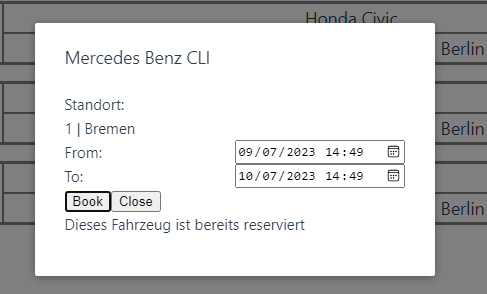 Honda Civic
Berlin
Mercedes Benz CLI
Standort:
1 | Bremen
From: 09/07/2023 14:49
To: 10/07/2023 14:49
Berlin
Book Close
Dieses Fahrzeug ist bereits reserviert
Berlin